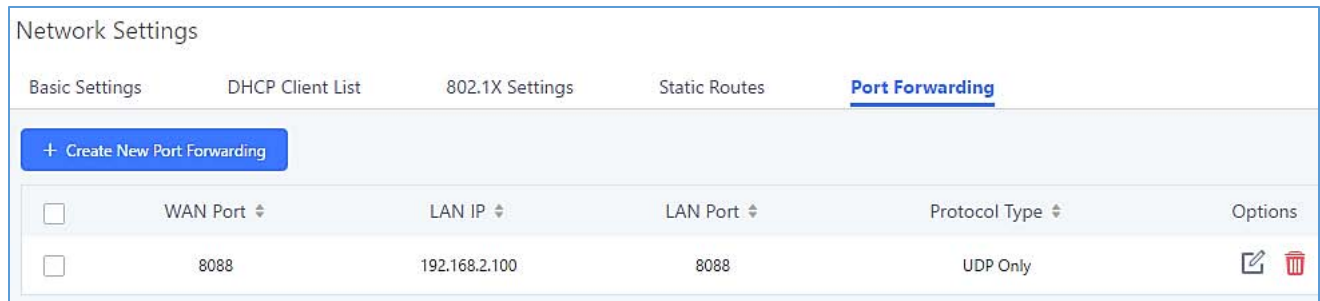 Network Settings
Basic Settings DHCP Client List 802.1X Settings Static Routes Port Forwarding
+ Create New Port Forwarding
WAN Port LAN IP LAN Port Protocol Type Options
8088 192.168.2.100 8088 UDP Only